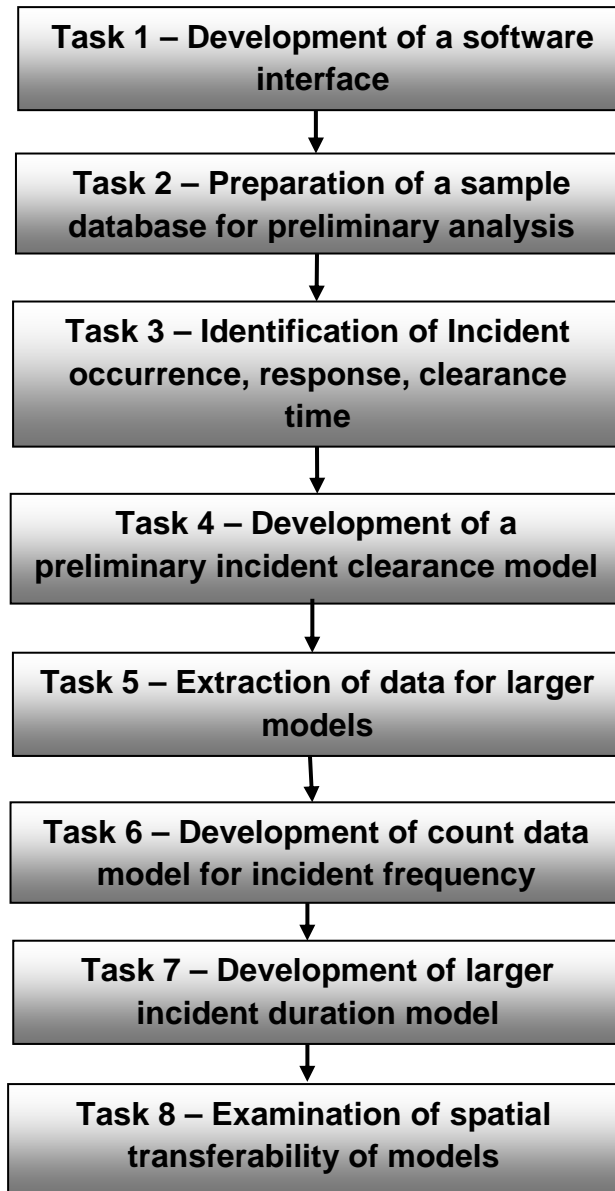 Task 1 – Development of a software
interface
Task 2 – Preparation of a sample
database for preliminary analysis
Task 3 – Identification of Incident
occurrence, response, clearance
time
Task 4 – Development of a
preliminary incident clearance model
Task 5 – Extraction of data for larger
models
Task 6 – Development of count data
model for incident frequency
Task 7 – Development of larger
incident duration model
Task 8 – Examination of spatial
transferability of models